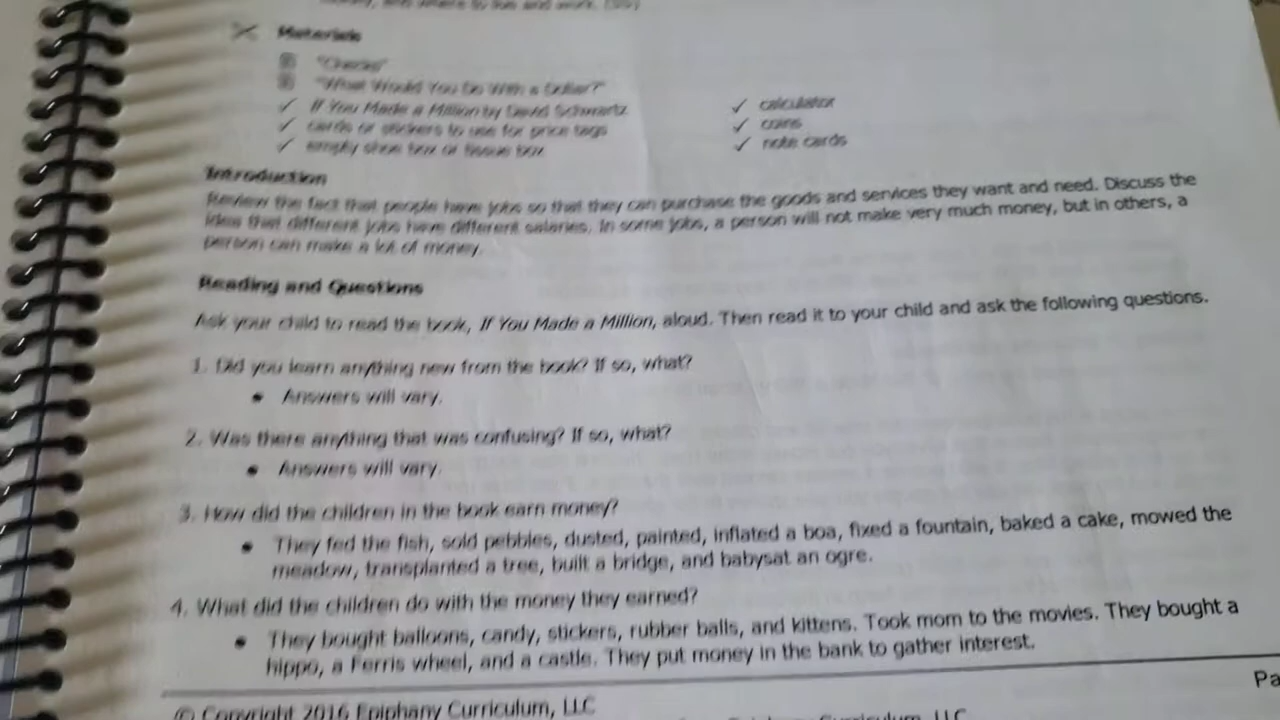 money, and where to live and work. (S9)
Materials
"Checks"
"What Would You Do With a Dollar?"
✓ If You Made a Million by David Schwartz
✓ cards or stickers to use for price tags
✓ empty shoe box or tissue box
✓ calculator
✓ coins
✓ note cards
Introduction
Review the fact that people have jobs so that they can purchase the goods and services they want and need. Discuss the
idea that different jobs have different salaries. In some jobs, a person will not make very much money, but in others, a
person can make a lot of money.
Reading and Questions
Ask your child to read the book, If You Made a Million, aloud. Then read it to your child and ask the following questions.
1. Did you learn anything new from the book? If so, what?
• Answers will vary.
2. Was there anything that was confusing? If so, what?
• Answers will vary.
3. How did the children in the book earn money?
• They fed the fish, sold pebbles, dusted, painted, inflated a boa, fixed a fountain, baked a cake, mowed the
meadow, transplanted a tree, built a bridge, and babysat an ogre.
4. What did the children do with the money they earned?
• They bought balloons, candy, stickers, rubber balls, and kittens. Took mom to the movies. They bought a
hippo, a Ferris wheel, and a castle. They put money in the bank to gather interest.
Pa
© Copyright 2016 Epiphany Curriculum, LLC
Curriculum, LLC